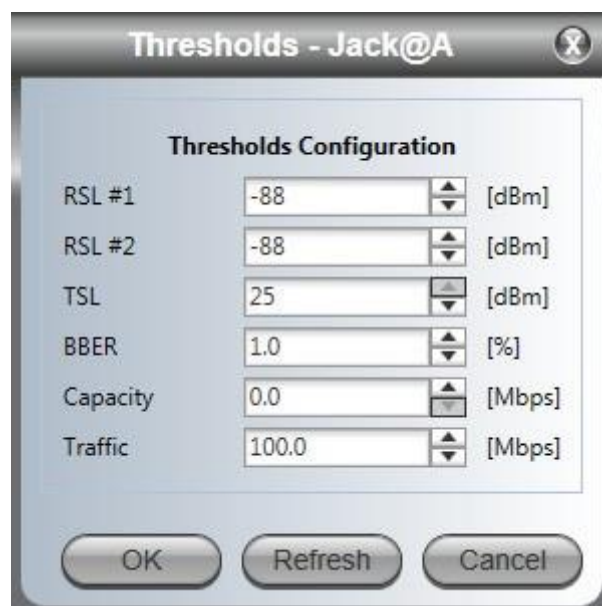 Thresholds - Jack@A X
Thresholds Configuration
RSL #1 -88 [dBm]
RSL #2 -88 [dBm]
TSL 25 [dBm]
BBER 1.0 [%]
Capacity 0.0 [Mbps]
Traffic 100.0 [Mbps]
OK Refresh Cancel